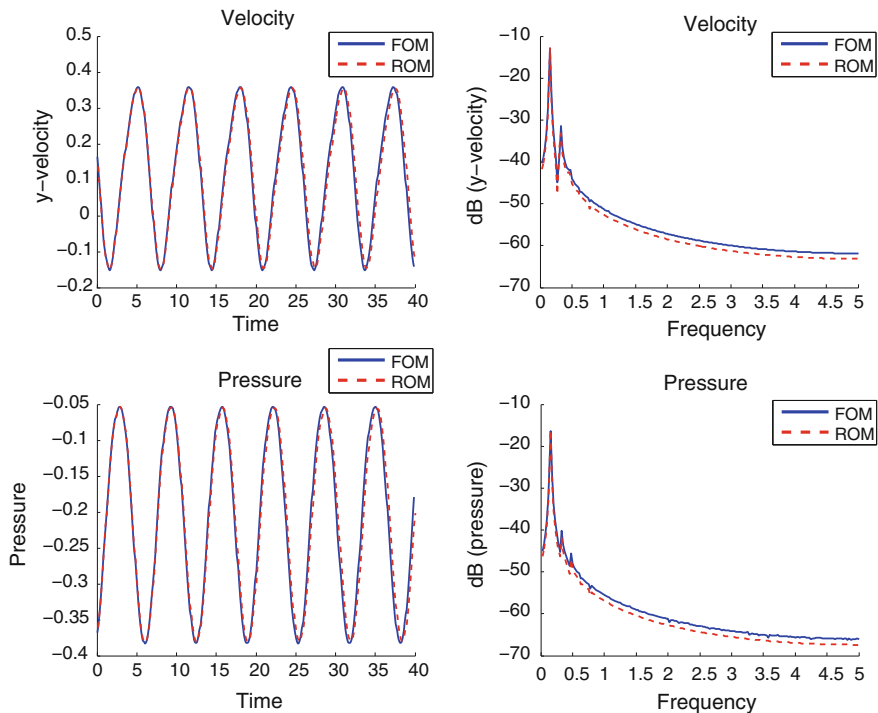 Velocity
FOM
ROM
0.5
0.4
0.3
0.2
0.1
0
−0.1
−0.2
y−velocity
0 5 10 15 20 25 30 35 40
Time
Velocity
FOM
ROM
−10
−20
−30
−40
−50
−60
−70
dB (y−velocity)
0 0.5 1 1.5 2 2.5 3 3.5 4 4.5 5
Frequency
Pressure
FOM
ROM
−0.05
−0.1
−0.15
−0.2
−0.25
−0.3
−0.35
−0.4
Pressure
0 5 10 15 20 25 30 35 40
Time
Pressure
FOM
ROM
−10
−20
−30
−40
−50
−60
−70
dB (pressure)
0 0.5 1 1.5 2 2.5 3 3.5 4 4.5 5
Frequency